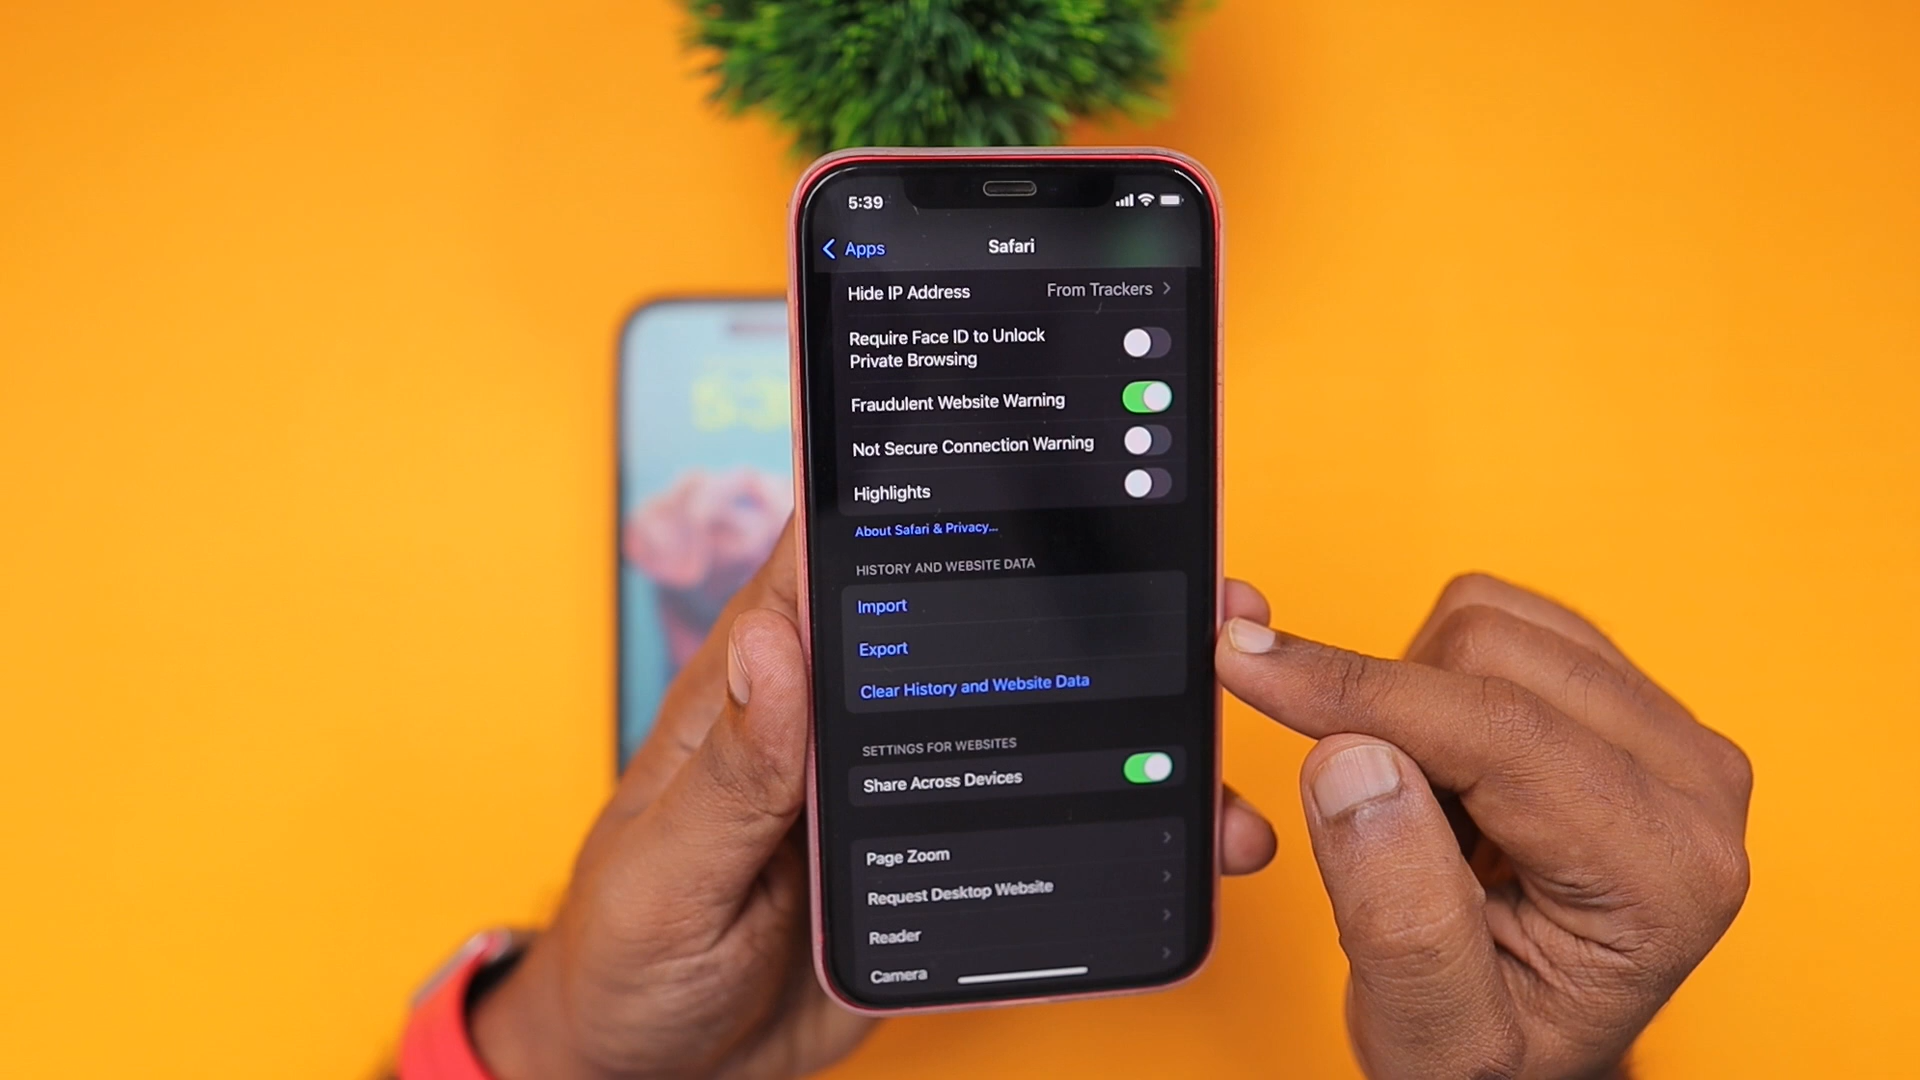 5:39
Apps
Safari
Hide IP Address
From Trackers
Require Face ID to Unlock
Private Browsing
Fraudulent Website Warning
Not Secure Connection Warning
Highlights
About Safari & Privacy...
HISTORY AND WEBSITE DATA
Import
Export
Clear History and Website Data
SETTINGS FOR WEBSITES
Share Across Devices
Page Zoom
Request Desktop Website
Reader
Camera